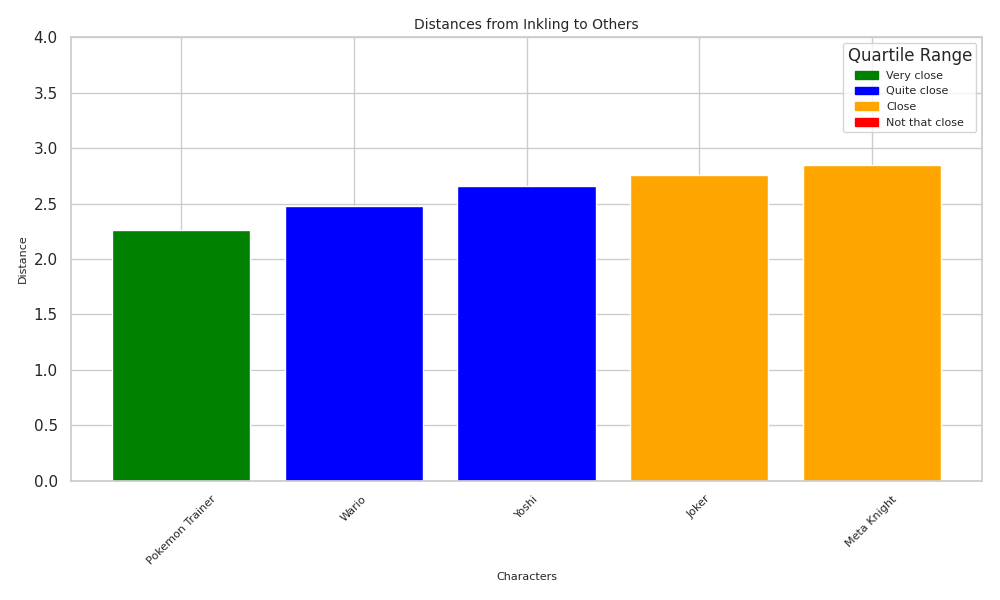 Distances from Inkling to Others
Quartile Range
Very close
Quite close
Close
Not that close
Distance
4.0
3.5
3.0
2.5
2.0
1.5
1.0
0.5
0.0
Pokemon Trainer
Wario
Yoshi
Joker
Meta Knight
Characters